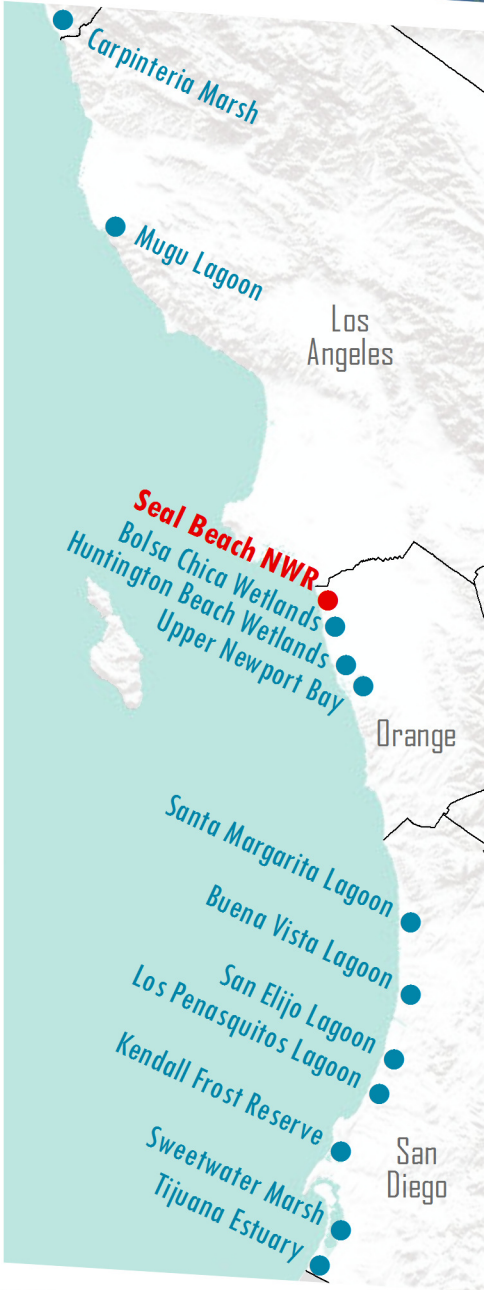 Carpinteria Marsh
Mugu Lagoon
Los
Angeles
Seal Beach NWR
Bolsa Chica Wetlands
Huntington Beach Wetlands
Upper Newport Bay
Orange
Santa Margarita Lagoon
Buena Vista Lagoon
San Elijo Lagoon
Los Penasquitos Lagoon
Kendall Frost Reserve
San
Diego
Sweetwater Marsh
Tijuana Estuary